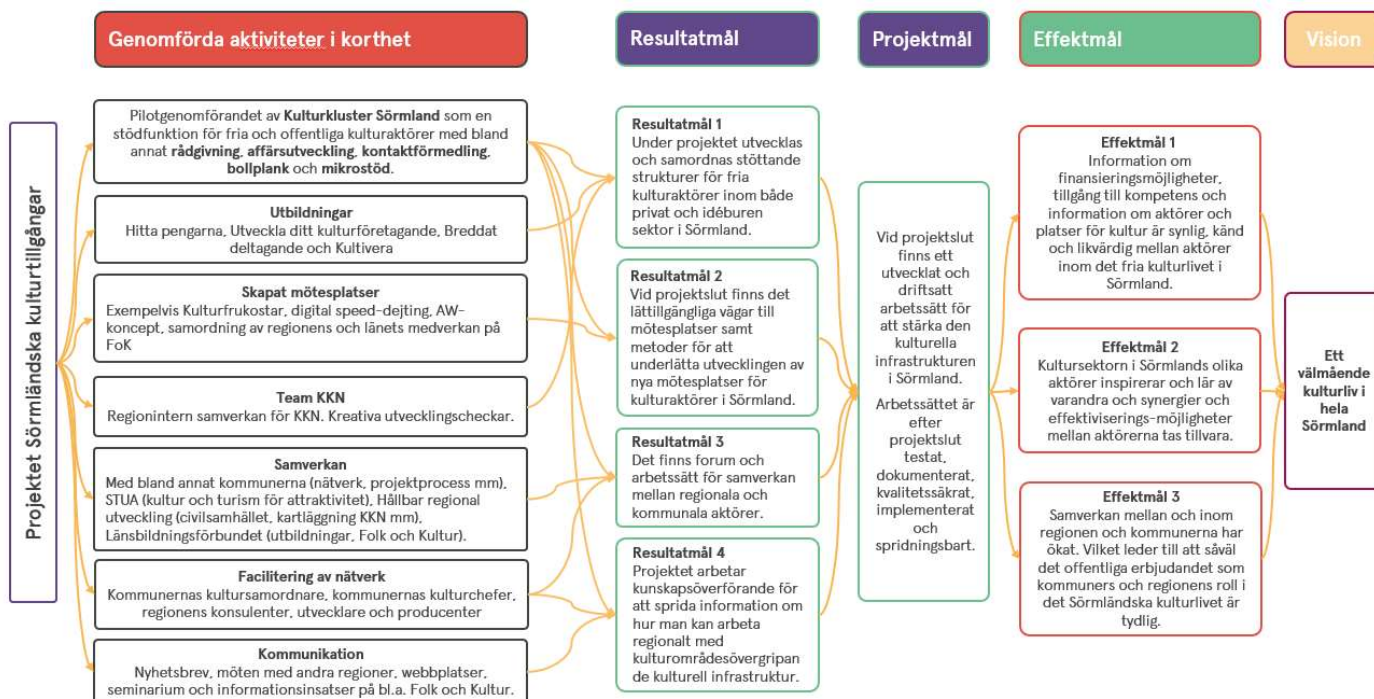 Genomförda aktiviteter i korthet
Resultatmål
Projektmål
Effektmål
Vision
Projektet Sörmländska kulturtillgångar
Pilotgenomförandet av Kulturkluster Sörmland som en
stödfunktion för fria och offentliga kulturaktörer med bland
annat rådgivning, affärsutveckling, kontaktförmedling,
bollplank och mikrostöd.
Utbildningar
Hitta pengarna, Utveckla ditt kulturföretagande, Breddat
deltagande och Kultivera
Skapat mötesplatser
Exempelvis Kulturfrukostar, digital speed-dejting, AW-
koncept, samordning av regionens och länets medverkan på
FoK
Team KKN
Regionintern samverkan för KKN. Kreativa utvecklingscheckar.
Samverkan
Med bland annat kommunerna (nätverk, projektprocess mm),
STUA (kultur och turism för attraktivitet), Hållbar regional
utveckling (civilsamhället, kartläggning KKN mm),
Länsbildningsförbundet (utbildningar, Folk och Kultur).
Facilitering av nätverk
Kommunernas kultursamordnare, kommunernas kulturchefer,
regionens konsulenter, utvecklare och producenter
Kommunikation
Nyhetsbrev, möten med andra regioner, webbplatser,
seminarium och informationsinsatser på bl.a. Folk och Kultur.
Resultatmål 1
Under projektet utvecklas
och samordnas stöttande
strukturer för fria
kulturaktörer inom både
privat och idéburen
sektor i Sörmland.
Resultatmål 2
Vid projektslut finns det
lättillgängliga vägar till
mötesplatser samt
metoder för att
underlätta utvecklingen av
nya mötesplatser för
kulturaktörer i Sörmland.
Resultatmål 3
Det finns forum och
arbetssätt för samverkan
mellan regionala och
kommunala aktörer.
Resultatmål 4
Projektet arbetar
kunskapsöverförande för
att sprida information om
hur man kan arbeta
regionalt med
kulturområdesövergripan
de kulturell infrastruktur.
Vid projektslut
finns ett
utvecklat och
driftsatt
arbetssätt för
att stärka den
kulturella
infrastrukturen
i Sörmland.
Arbetssättet är
efter
projektslut
testat,
dokumenterat,
kvalitetssäkrat,
implementerat
och
spridningsbart.
Effektmål 1
Information om
finansieringsmöjligheter,
tillgång till kompetens och
information om aktörer och
platser för kultur är synlig, känd
och likvärdig mellan aktörer
inom det fria kulturlivet i
Sörmland.
Effektmål 2
Kultursektorn i Sörmlands olika
aktörer inspirerar och lär av
varandra och synergier och
effektiviserings-möjligheter
mellan aktörerna tas tillvara.
Effektmål 3
Samverkan mellan och inom
regionen och kommunerna har
ökat. Vilket leder till att såväl
det offentliga erbjudandet som
kommuners och regionens roll i
det Sörmländska kulturlivet är
tydlig.
Ett
välmående
kulturliv i
hela
Sörmland